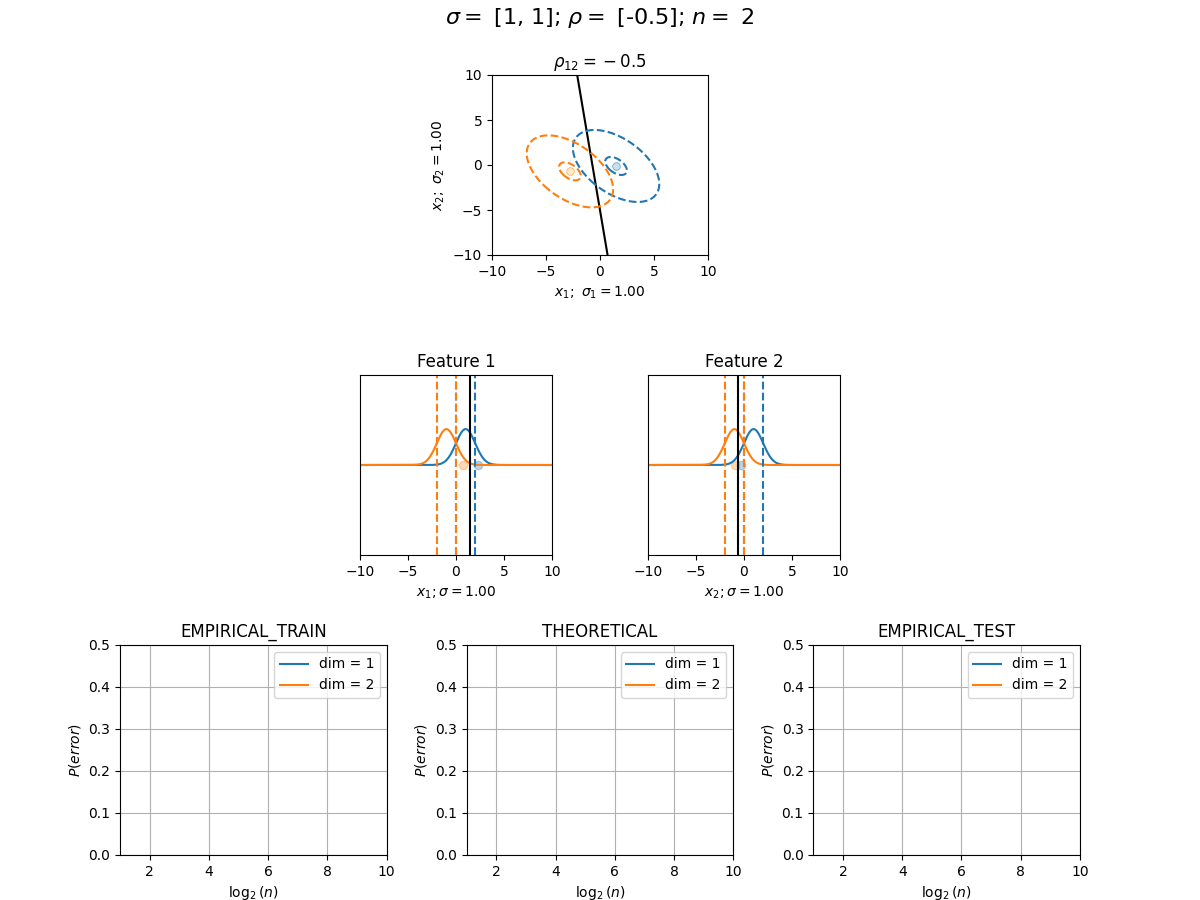 σ = [1, 1]; ρ = [-0.5]; n = 2
ρ₁₂ = −0.5
10
5
0
−5
−10
x₂; σ₂ = 1.00
−10 −5 0 5 10
x₁; σ₁ = 1.00
Feature 1 Feature 2
−10 −5 0 5 10 −10 −5 0 5 10
x₁; σ = 1.00 x₂; σ = 1.00
EMPIRICAL_TRAIN THEORETICAL EMPIRICAL_TEST
0.5 0.5 0.5
dim = 1 dim = 1 dim = 1
0.4 dim = 2 0.4 dim = 2 0.4 dim = 2
0.3 0.3 0.3
P(error) P(error) P(error)
0.2 0.2 0.2
0.1 0.1 0.1
0.0 0.0 0.0
2 4 6 8 10 2 4 6 8 10 2 4 6 8 10
log₂(n) log₂(n) log₂(n)